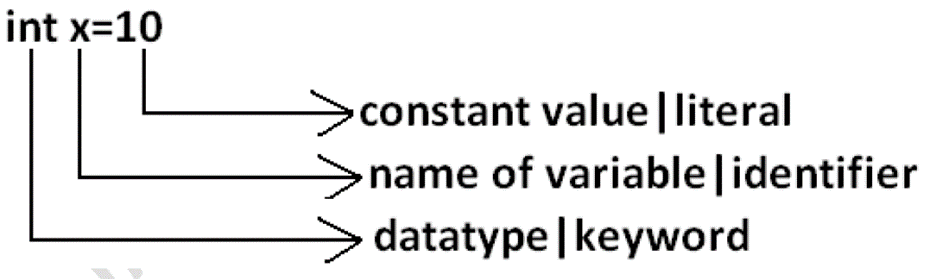 int x=10
constant value|literal
name of variable|identifier
datatype|keyword